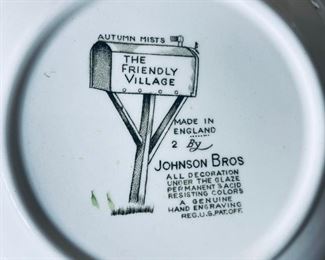 AUTUMN MISTS
THE
FRIENDLY
VILLAGE
MADE IN
ENGLAND
2 By
JOHNSON BROS
ALL DECORATION
UNDER THE GLAZE
PERMANENT & ACID
RESISTING COLORS
A GENUINE
HAND ENGRAVING
REG.U.S.PAT.OFF.